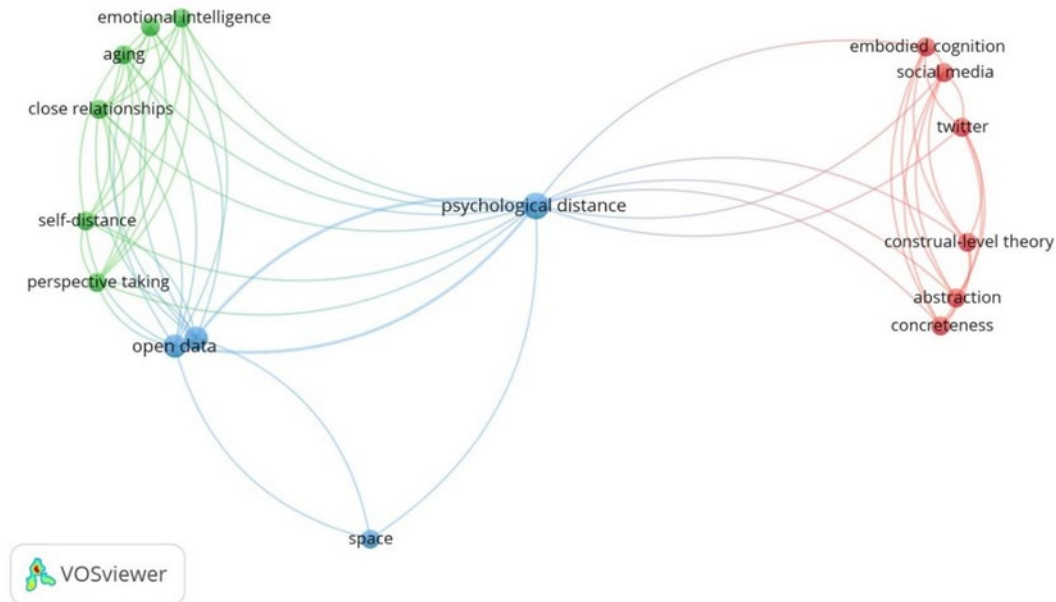 emotional intelligence
aging
close relationships
self-distance
perspective taking
open data
psychological distance
embodied cognition
social media
twitter
construal-level theory
abstraction
concreteness
space
VOSviewer